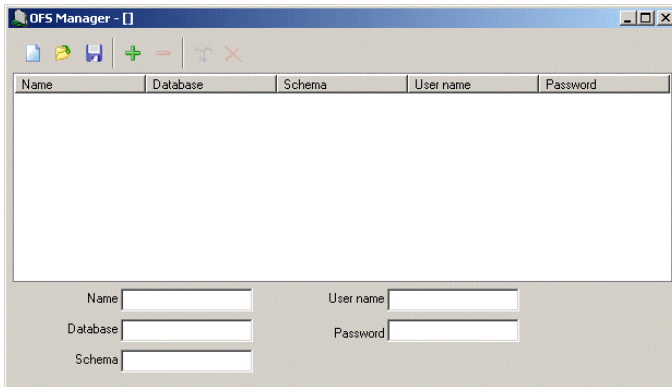 OFS Manager - []
Name Database Schema User name Password
Name User name
Database Password
Schema